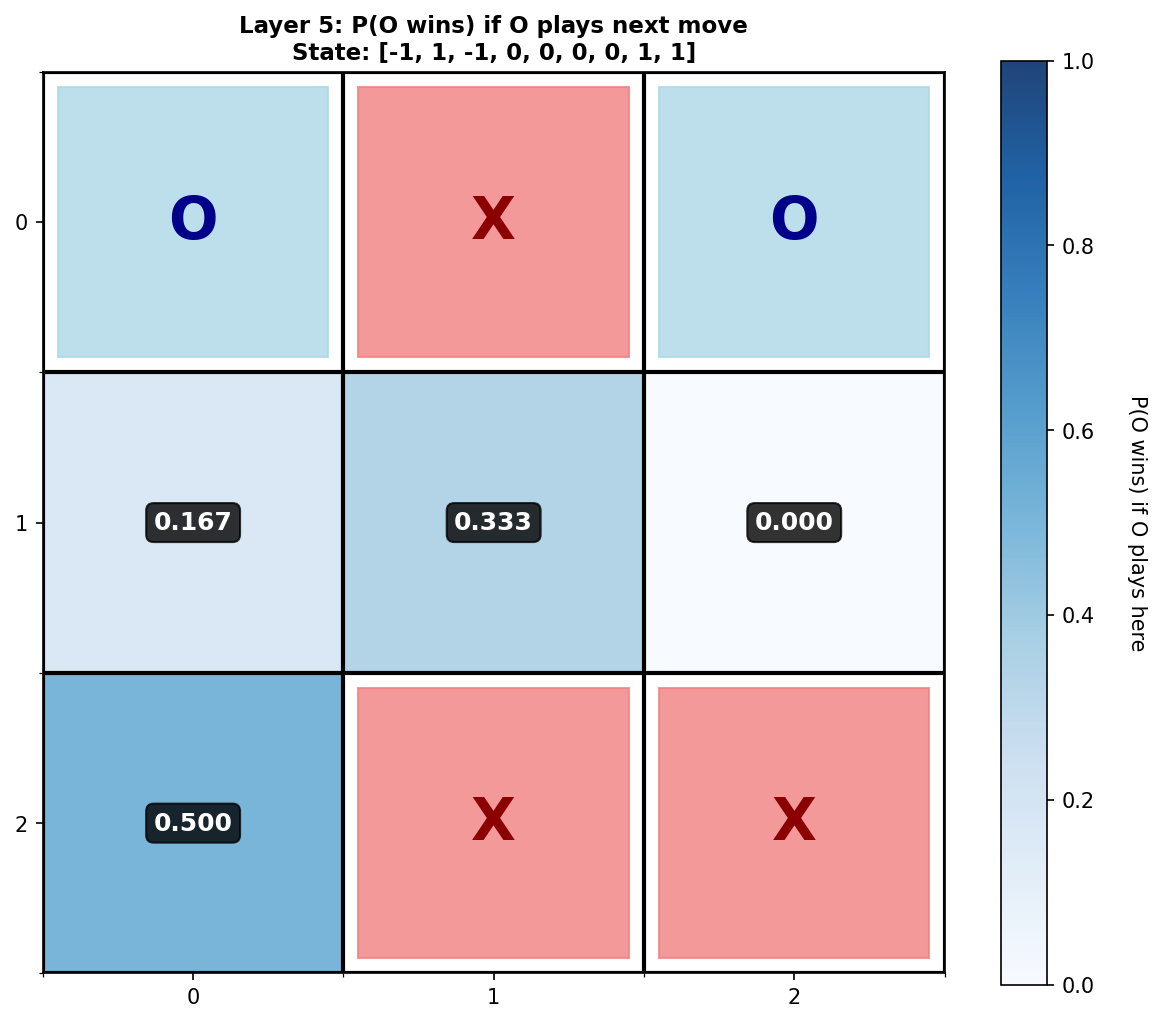 Layer 5: P(O wins) if O plays next move
State: [-1, 1, -1, 0, 0, 0, 0, 1, 1]
0
O
X
O
1
0.167
0.333
0.000
2
0.500
X
X
0
1
2
1.0
0.8
0.6
0.4
0.2
0.0
P(O wins) if O plays here